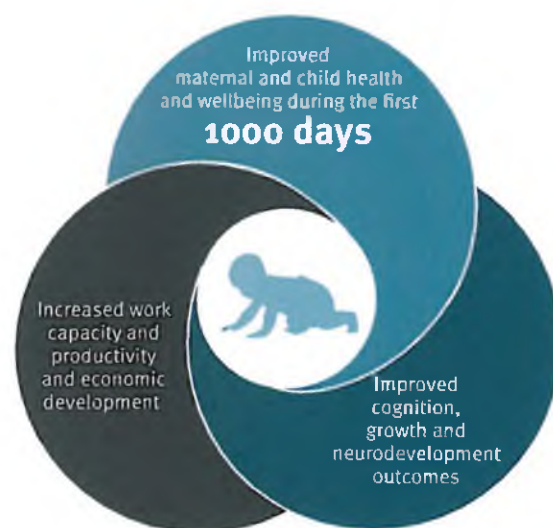 Improved
maternal and child health
and wellbeing during the first
1000 days
Increased work
capacity and
productivity
and economic
development
Improved
cognition,
growth and
neurodevelopment
outcomes